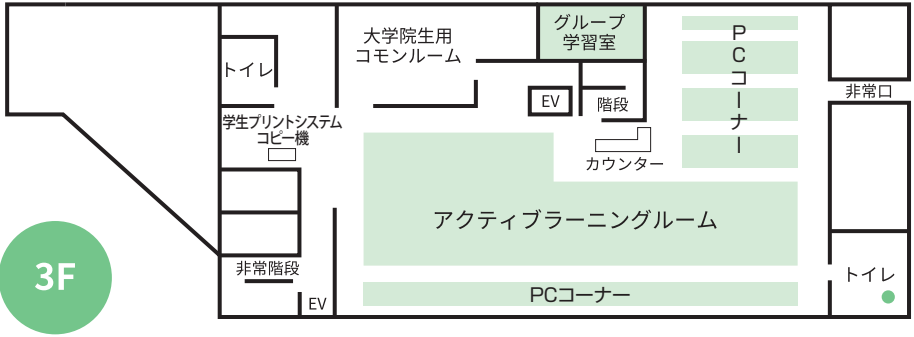 グループ
学習室
大学院生用
コモンルーム
PCコーナー
トイレ
非常口
EV
階段
学生プリントシステム
コピー機
カウンター
アクティブラーニングルーム
非常階段
3F
トイレ
PCコーナー
EV